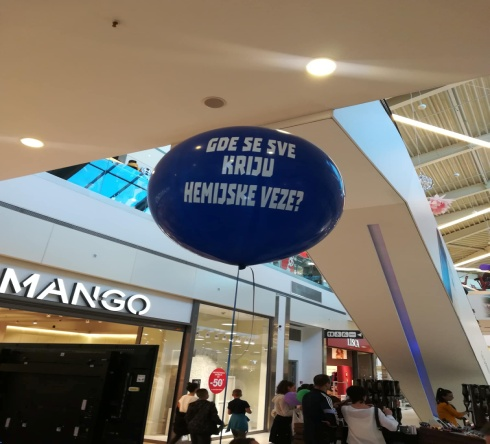 GDE SE SVE
KRIJU
HEMIJSKE VEZE?
MANGO
-50%